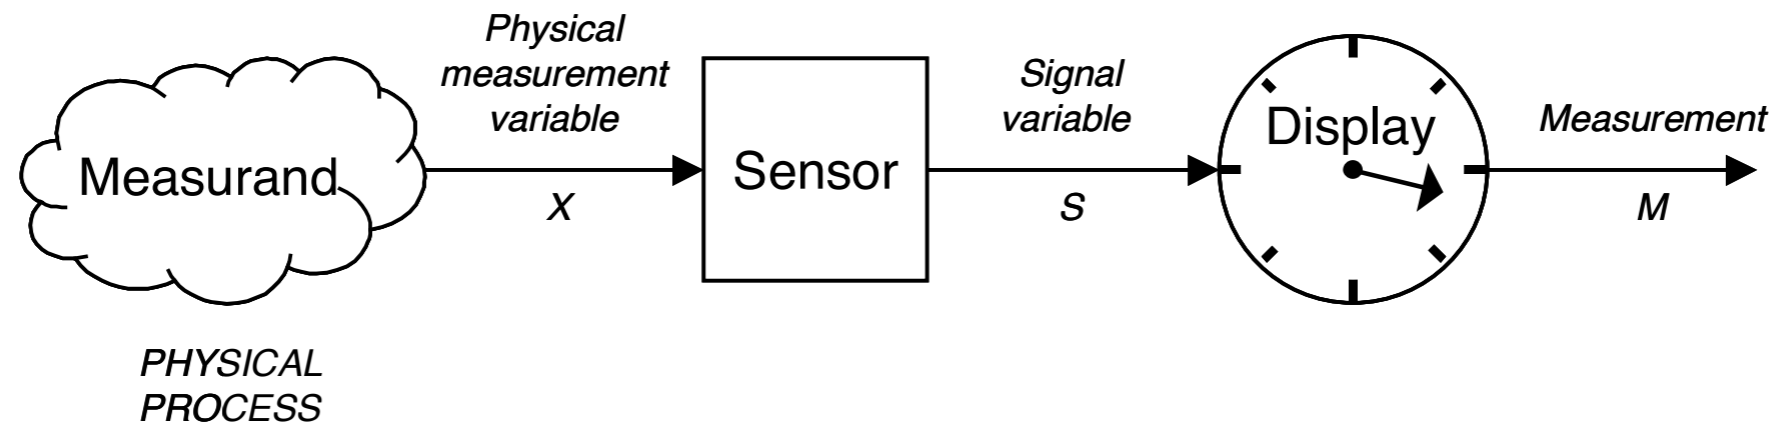 Physical
measurement
variable
Measurand
X
Sensor
Signal
variable
S
Display
Measurement
M
PHYSICAL
PROCESS